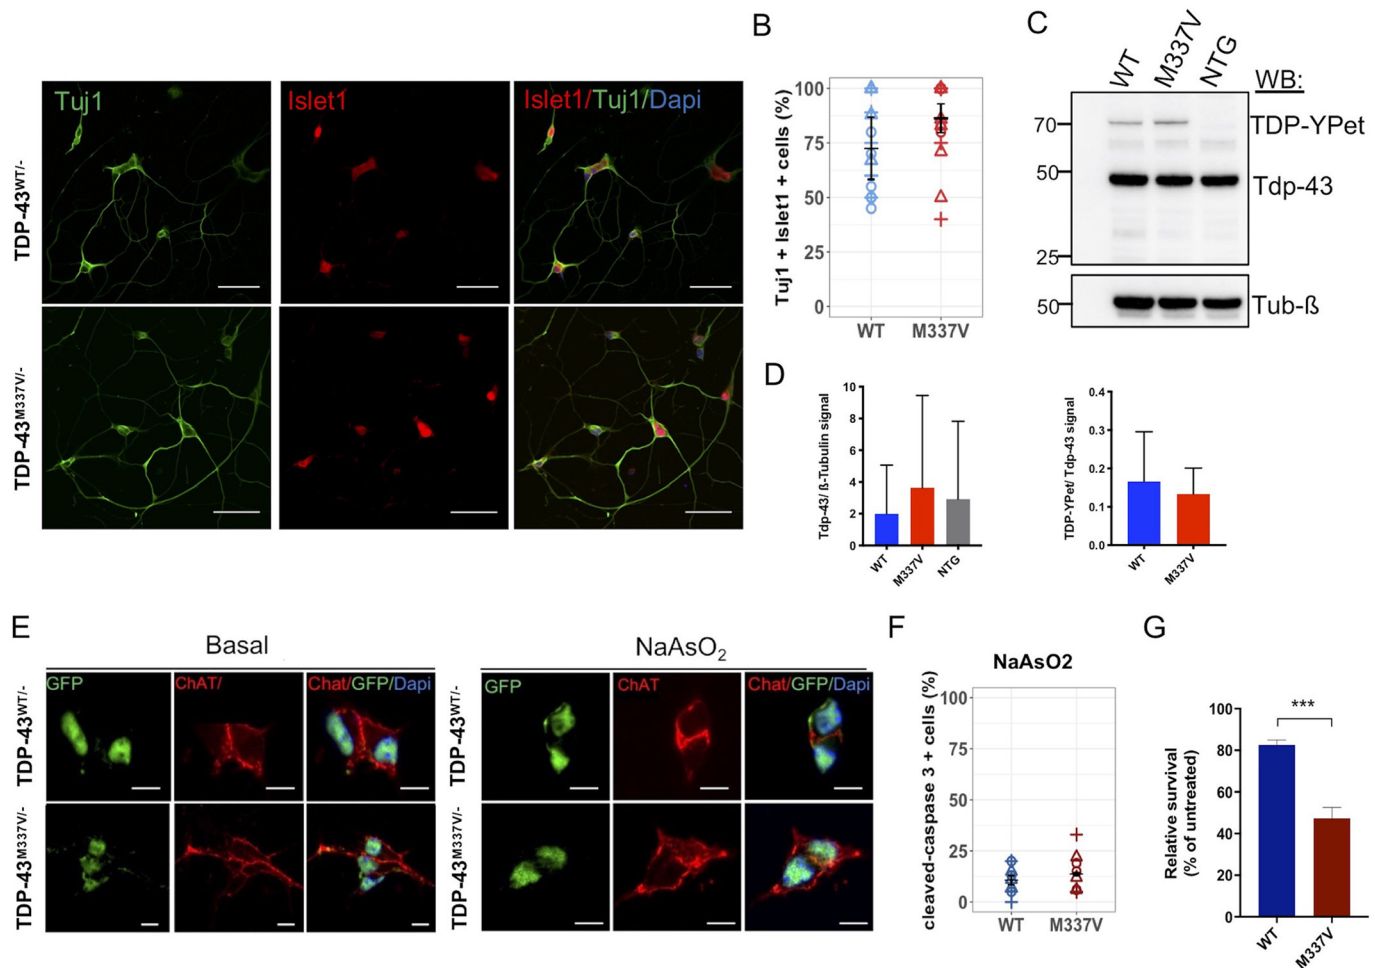 B
C
WT
M337V
NTG
WB:
Tuj1
Islet1
Islet1/Tuj1/Dapi
TDP-43WT/-
TDP-43M337V/-
Tuj1 + Islet1 + cells (%)
100
75
50
25
0
WT
M337V
70
50
25
50
TDP-YPet
Tdp-43
Tub-ß
D
Tdp-43/ ß-Tubulin signal
10
8
6
4
2
0
WT
M337V
NTG
TDP-YPet/ Tdp-43 signal
0.4
0.3
0.2
0.1
0.0
WT
M337V
E
Basal
NaAsO2
GFP
ChAT/
Chat/GFP/Dapi
GFP
ChAT
Chat/GFP/Dapi
TDP-43WT/-
TDP-43M337V/-
TDP-43WT/-
TDP-43M337V/-
F
NaAsO2
cleaved-caspase 3 + cells (%)
100
75
50
25
0
WT
M337V
G
Relative survival
(% of untreated)
100
80
60
40
20
0
***
WT
M337V